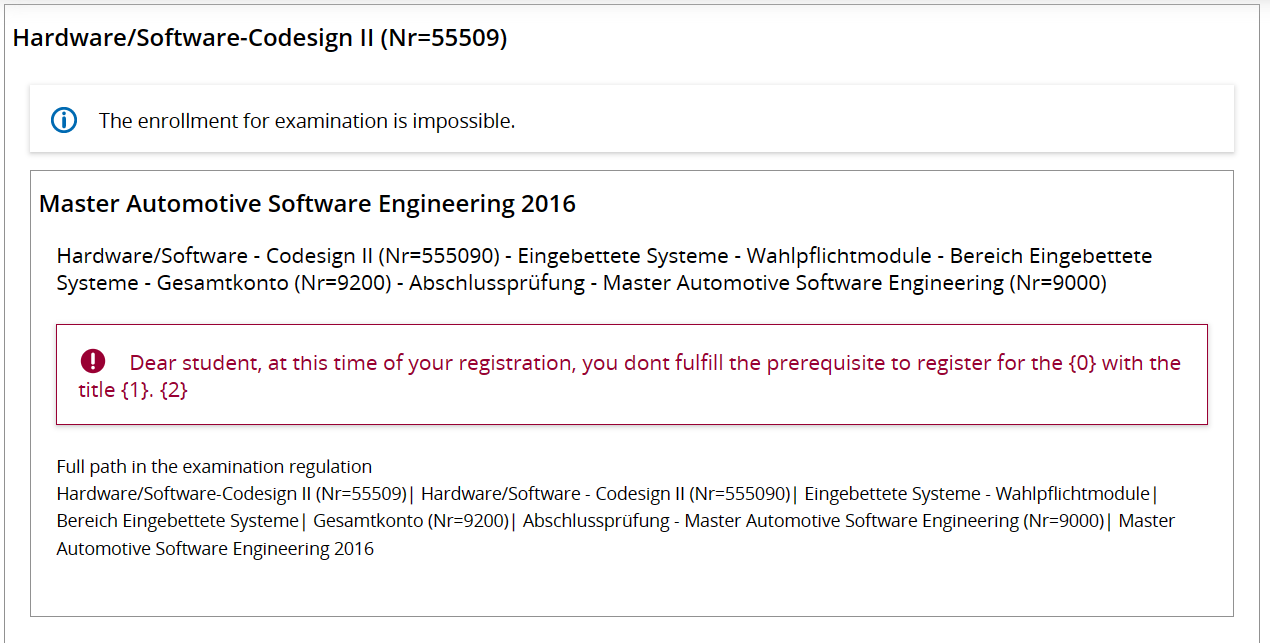 Hardware/Software-Codesign II (Nr=55509)
The enrollment for examination is impossible.
Master Automotive Software Engineering 2016
Hardware/Software - Codesign II (Nr=555090) - Eingebettete Systeme - Wahlpflichtmodule - Bereich Eingebettete
Systeme - Gesamtkonto (Nr=9200) - Abschlussprüfung - Master Automotive Software Engineering (Nr=9000)
Dear student, at this time of your registration, you dont fulfill the prerequisite to register for the {0} with the
title {1}. {2}
Full path in the examination regulation
Hardware/Software-Codesign II (Nr=55509)| Hardware/Software - Codesign II (Nr=555090)| Eingebettete Systeme - Wahlpflichtmodule|
Bereich Eingebettete Systeme| Gesamtkonto (Nr=9200)| Abschlussprüfung - Master Automotive Software Engineering (Nr=9000)| Master
Automotive Software Engineering 2016